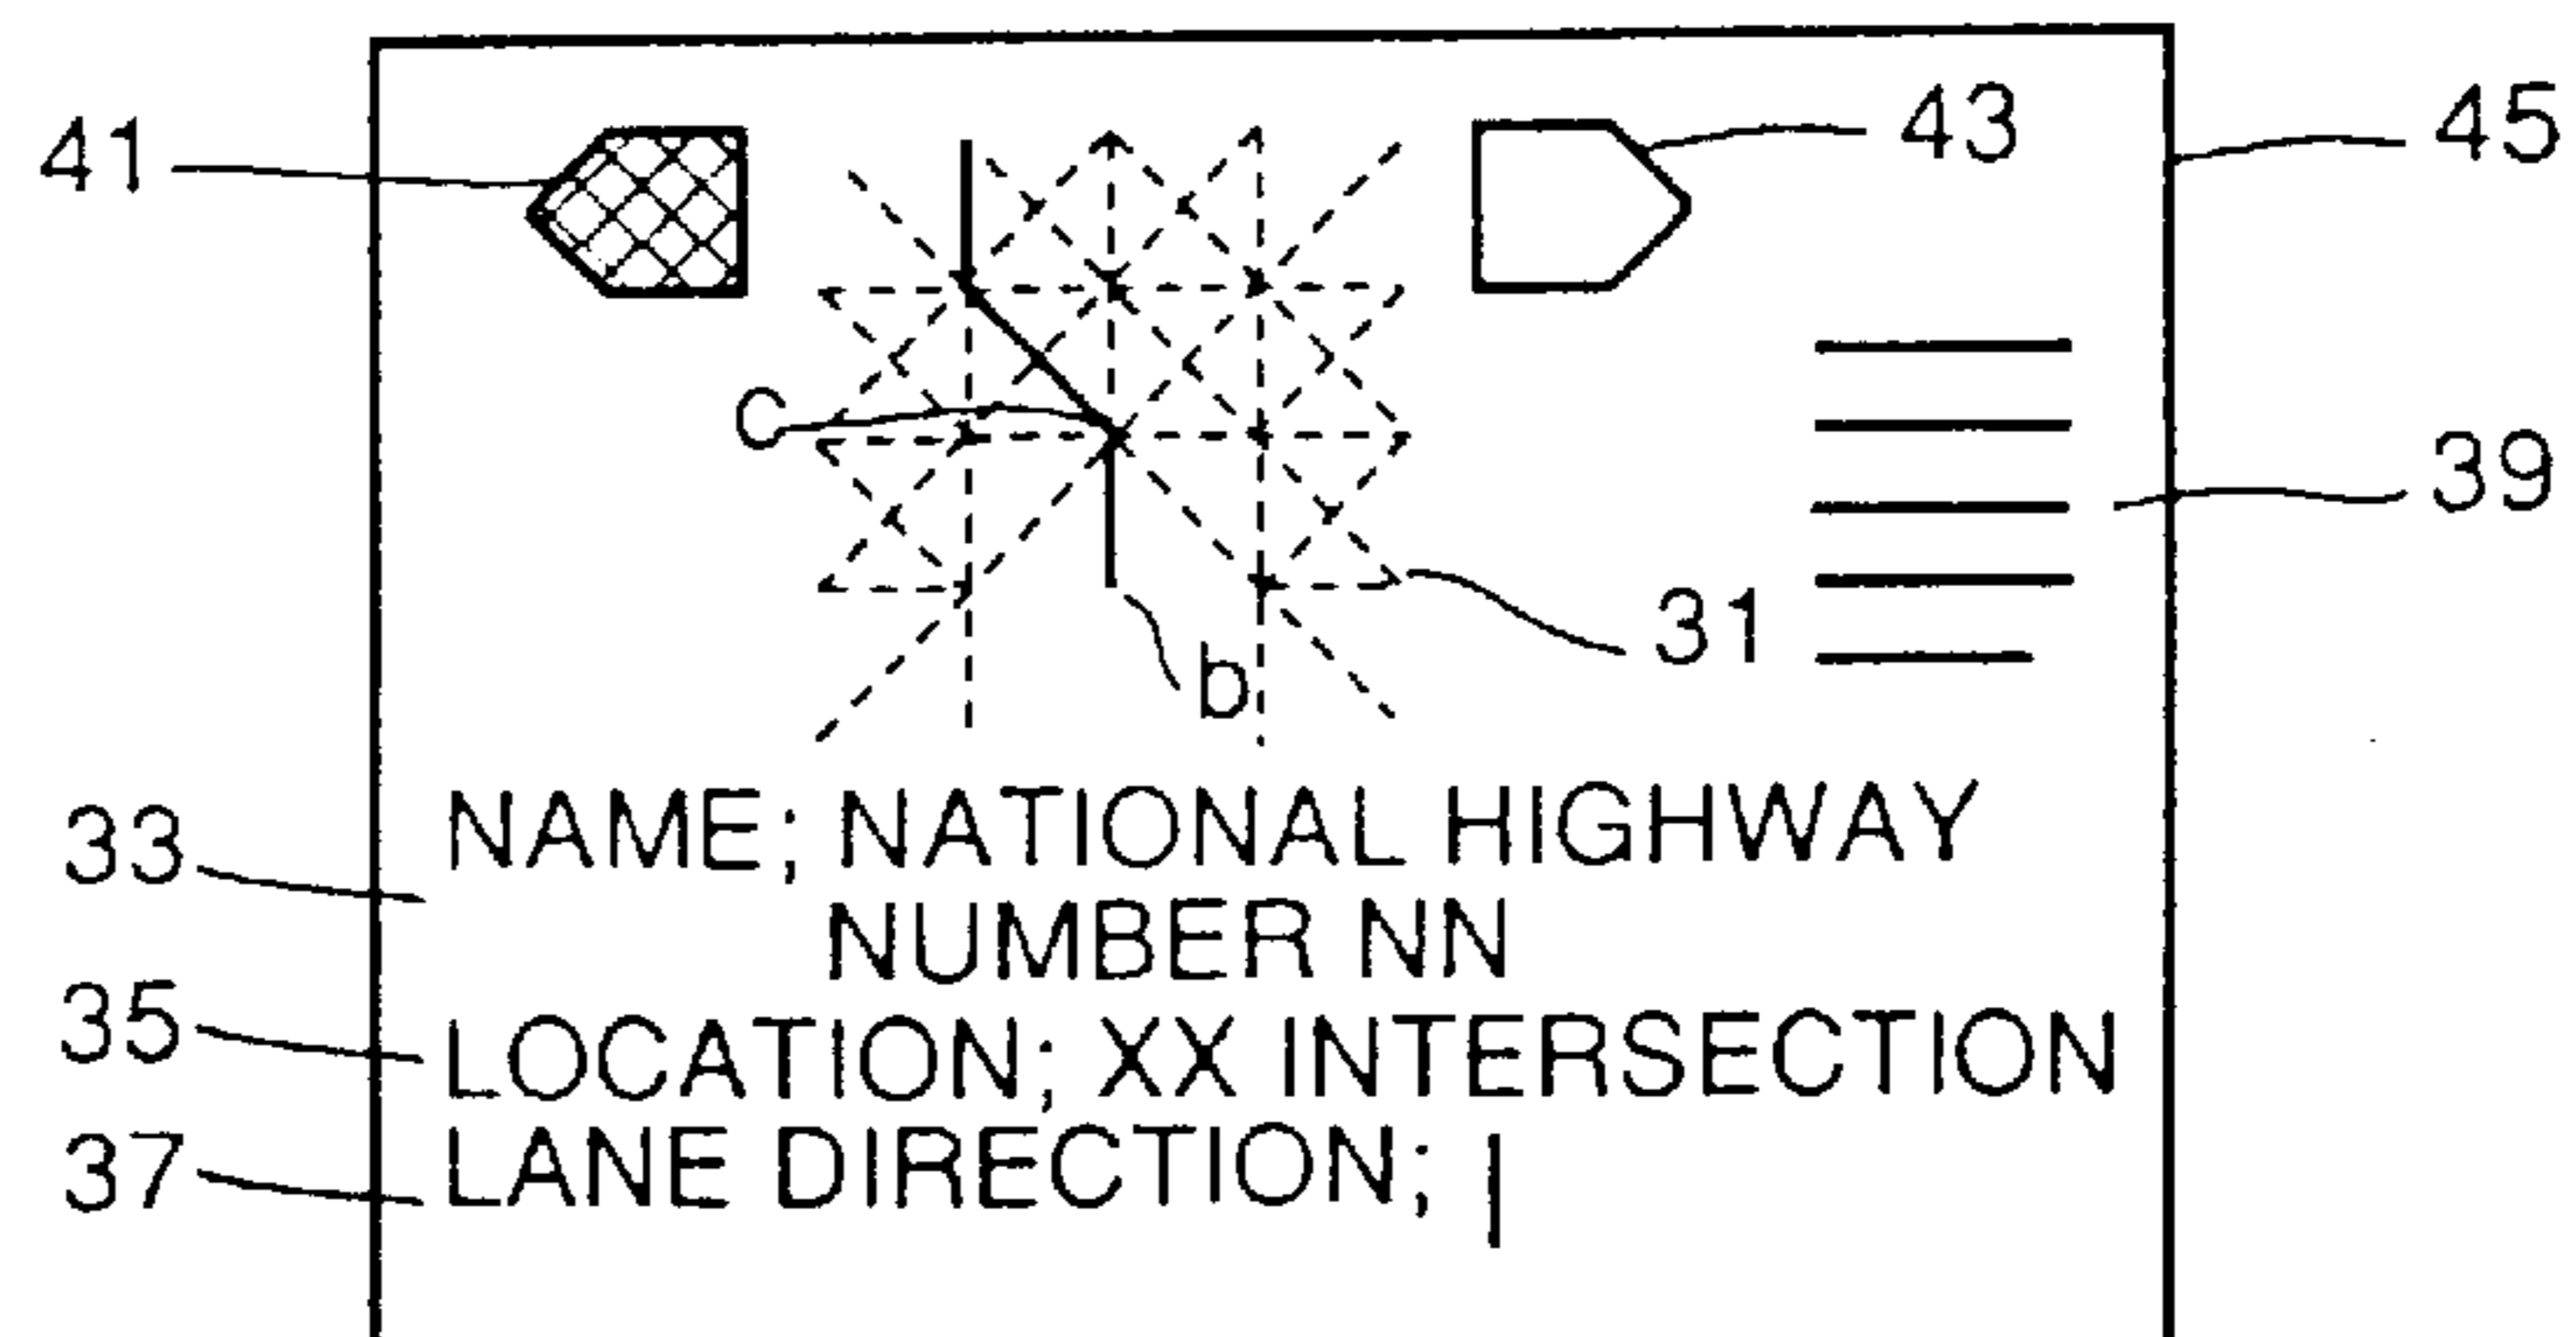 41
43
45
C
39
31
b
33
NAME; NATIONAL HIGHWAY
NUMBER NN
35
LOCATION; XX INTERSECTION
37
LANE DIRECTION; |